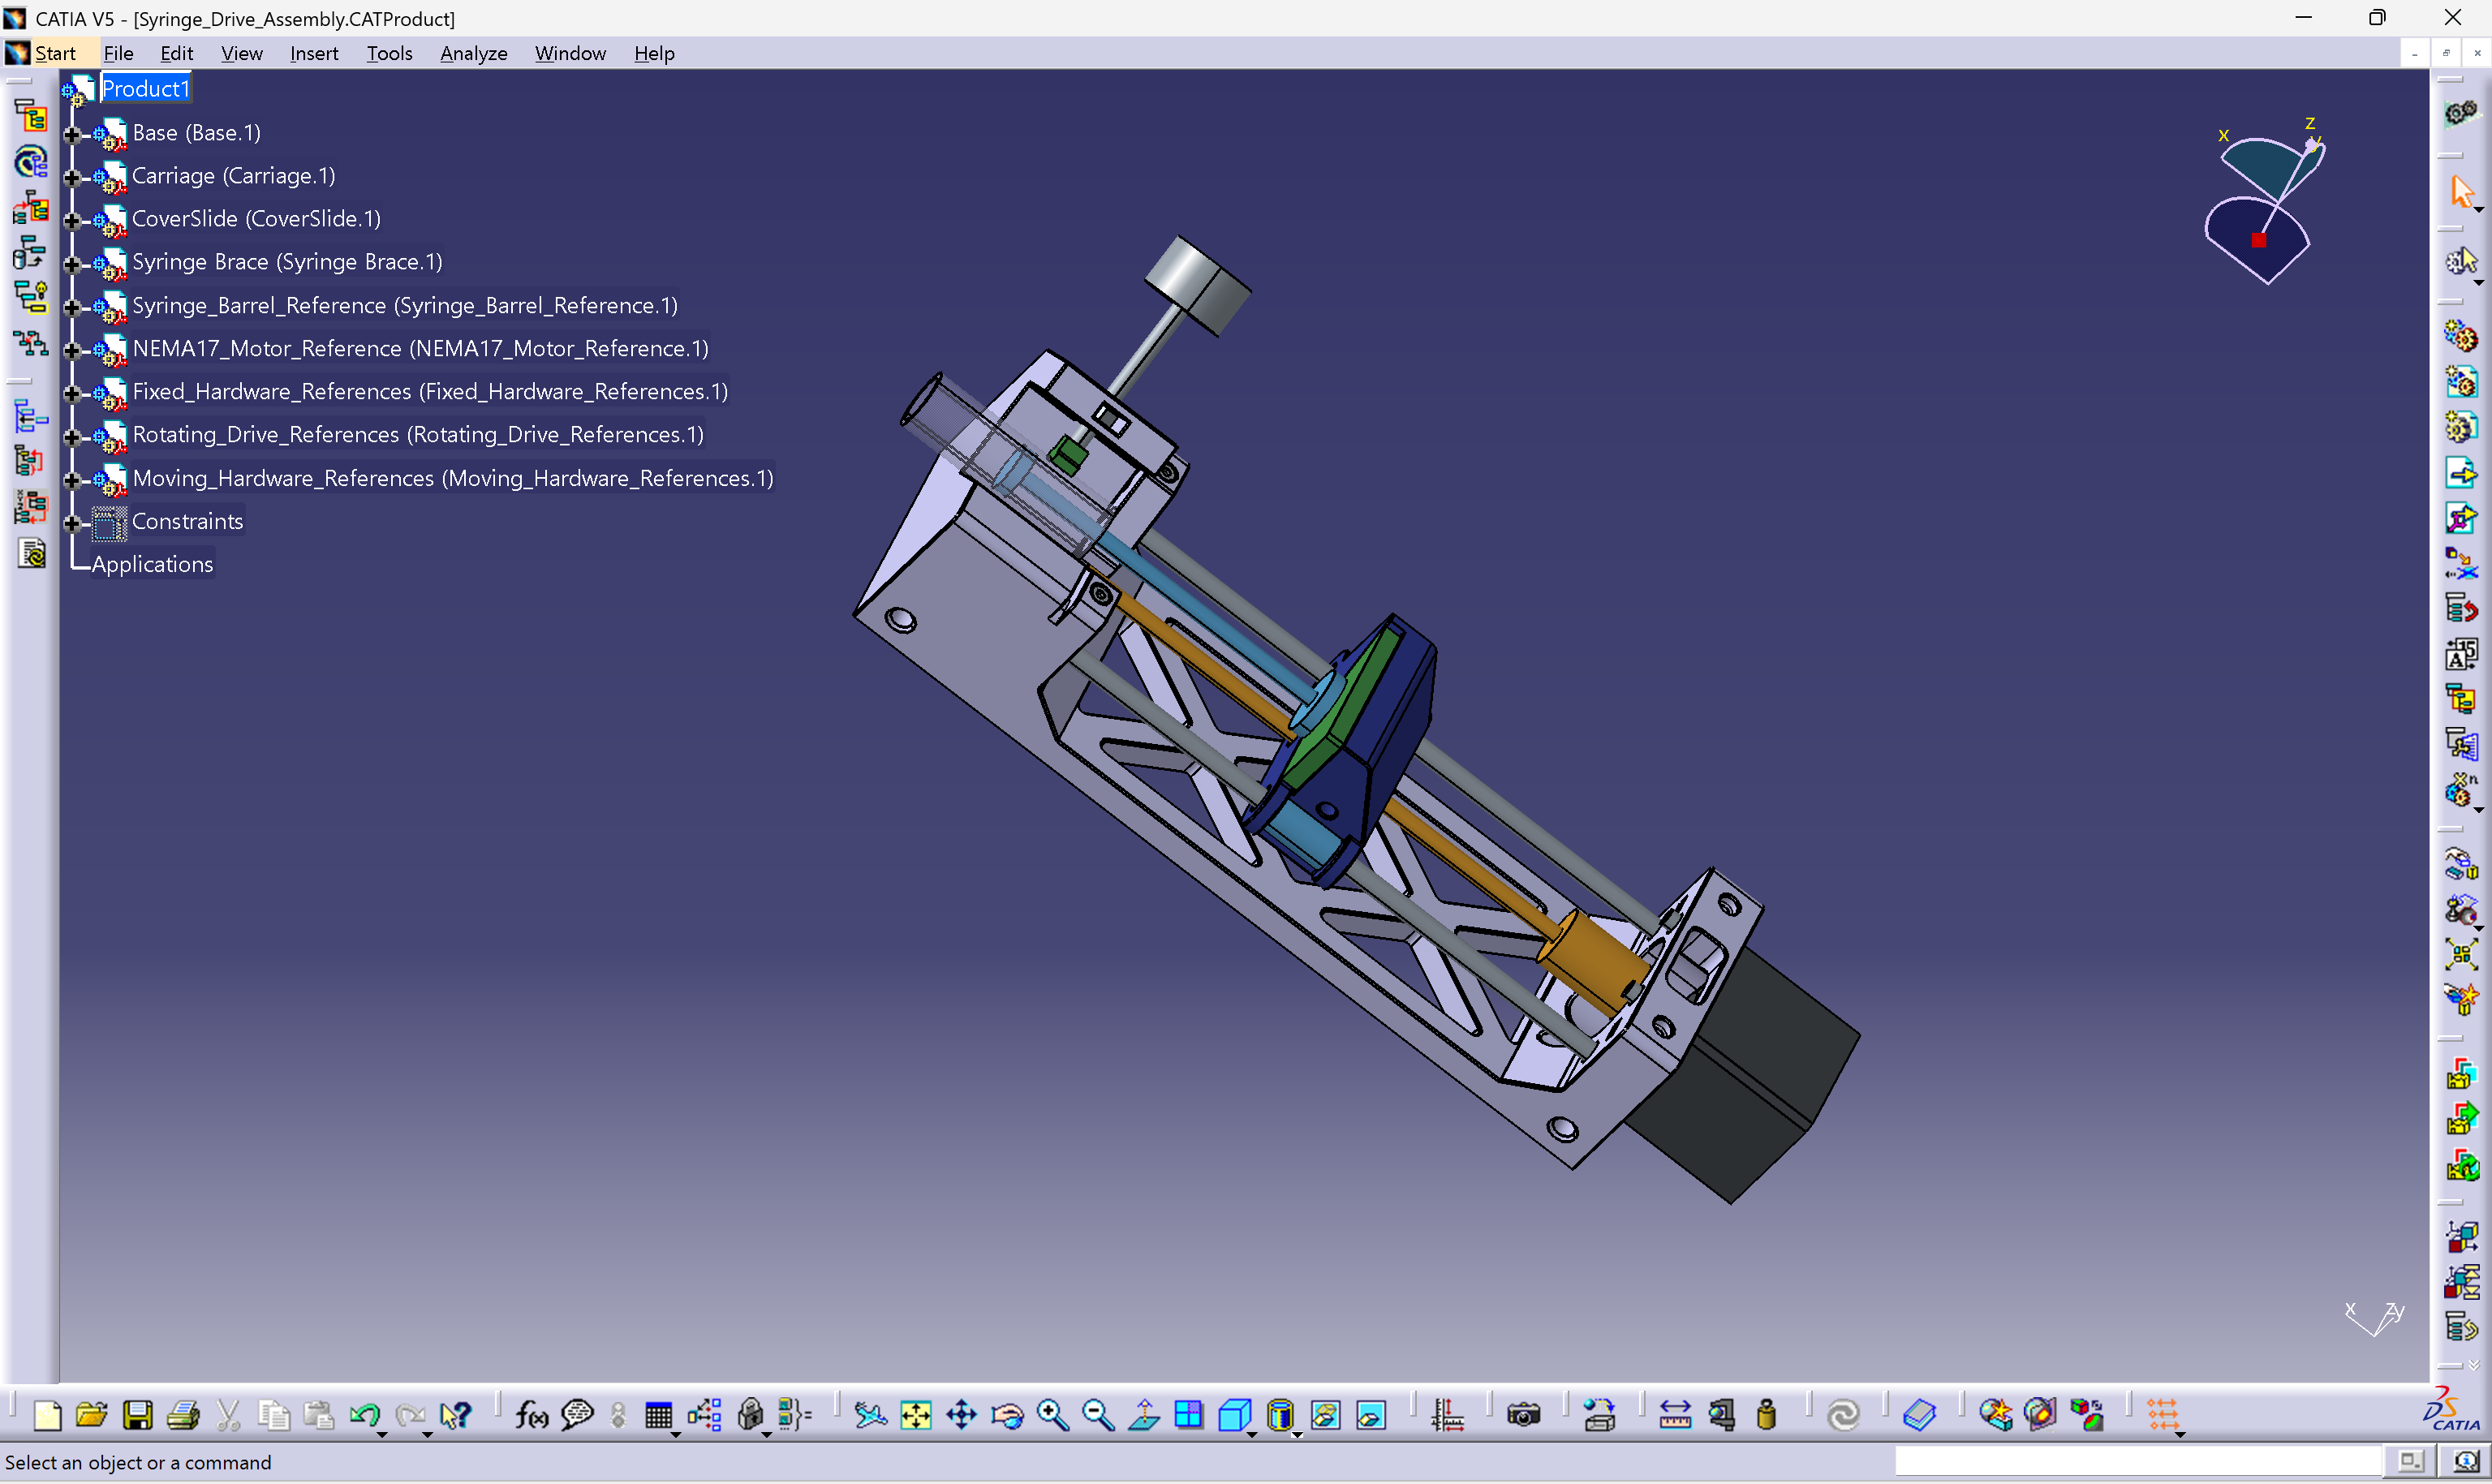 CATIA V5 - [Syringe_Drive_Assembly.CATProduct]
Start File Edit View Insert Tools Analyze Window Help
Product1
Base (Base.1)
Carriage (Carriage.1)
CoverSlide (CoverSlide.1)
Syringe Brace (Syringe Brace.1)
Syringe_Barrel_Reference (Syringe_Barrel_Reference.1)
NEMA17_Motor_Reference (NEMA17_Motor_Reference.1)
Fixed_Hardware_References (Fixed_Hardware_References.1)
Rotating_Drive_References (Rotating_Drive_References.1)
Moving_Hardware_References (Moving_Hardware_References.1)
Constraints
Applications
x
z
y
x
z
y
f(x)
CATIA
Select an object or a command